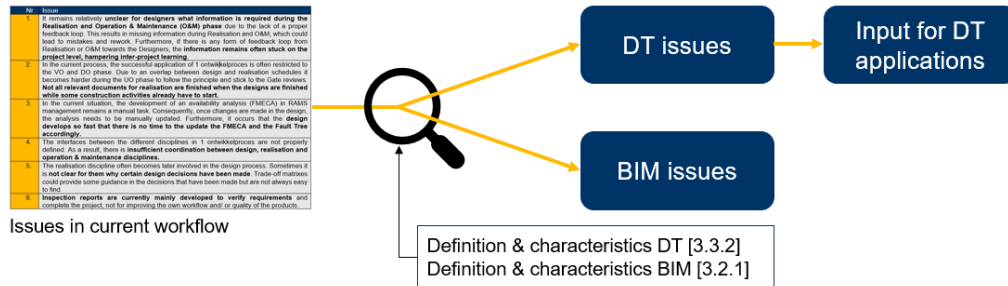 Nr. Issue
1. It remains relatively unclear for designers what information is required during the
Realisation and Operation & Maintenance (O&M) phase due to the lack of a proper
feedback loop. This results in missing information during Realisation and O&M, which could
lead to mistakes and rework. Furthermore, if there is any form of feedback loop from
Realisation or O&M towards the Designers, the information remains often stuck on the
project level, hampering inter-project learning.
2. In the current process, the successful application of 1 ontwikkelproces is often restricted to
the VO and DO phase. Due to an overlap between design and realisation schedules it
becomes harder during the UO phase to follow the principle and stick to the Gate reviews.
Not all relevant documents for realisation are finished when the designs are finished
while some construction activities already have to start.
3. In the current situation, the development of an availability analysis (FMECA) in RAMS
management remains a manual task. Consequently, once changes are made in the design,
the analysis needs to be manually updated. Furthermore, it occurs that the design
develops so fast that there is no time to the update the FMECA and the Fault Tree
accordingly.
4. The interfaces between the different disciplines in 1 ontwikkelproces are not properly
defined. As a result, there is insufficient coordination between design, realisation and
operation & maintenance disciplines.
5. The realisation discipline often becomes later involved in the design process. Sometimes it
is not clear for them why certain design decisions have been made. Trade-off matrixes
could provide some guidance in the decisions that have been made but are not always easy
to find.
6. Inspection reports are currently mainly developed to verify requirements and
complete the project, not for improving the own workflow and/ or quality of the products.
Issues in current workflow
DT issues
Input for DT
applications
BIM issues
Definition & characteristics DT [3.3.2]
Definition & characteristics BIM [3.2.1]